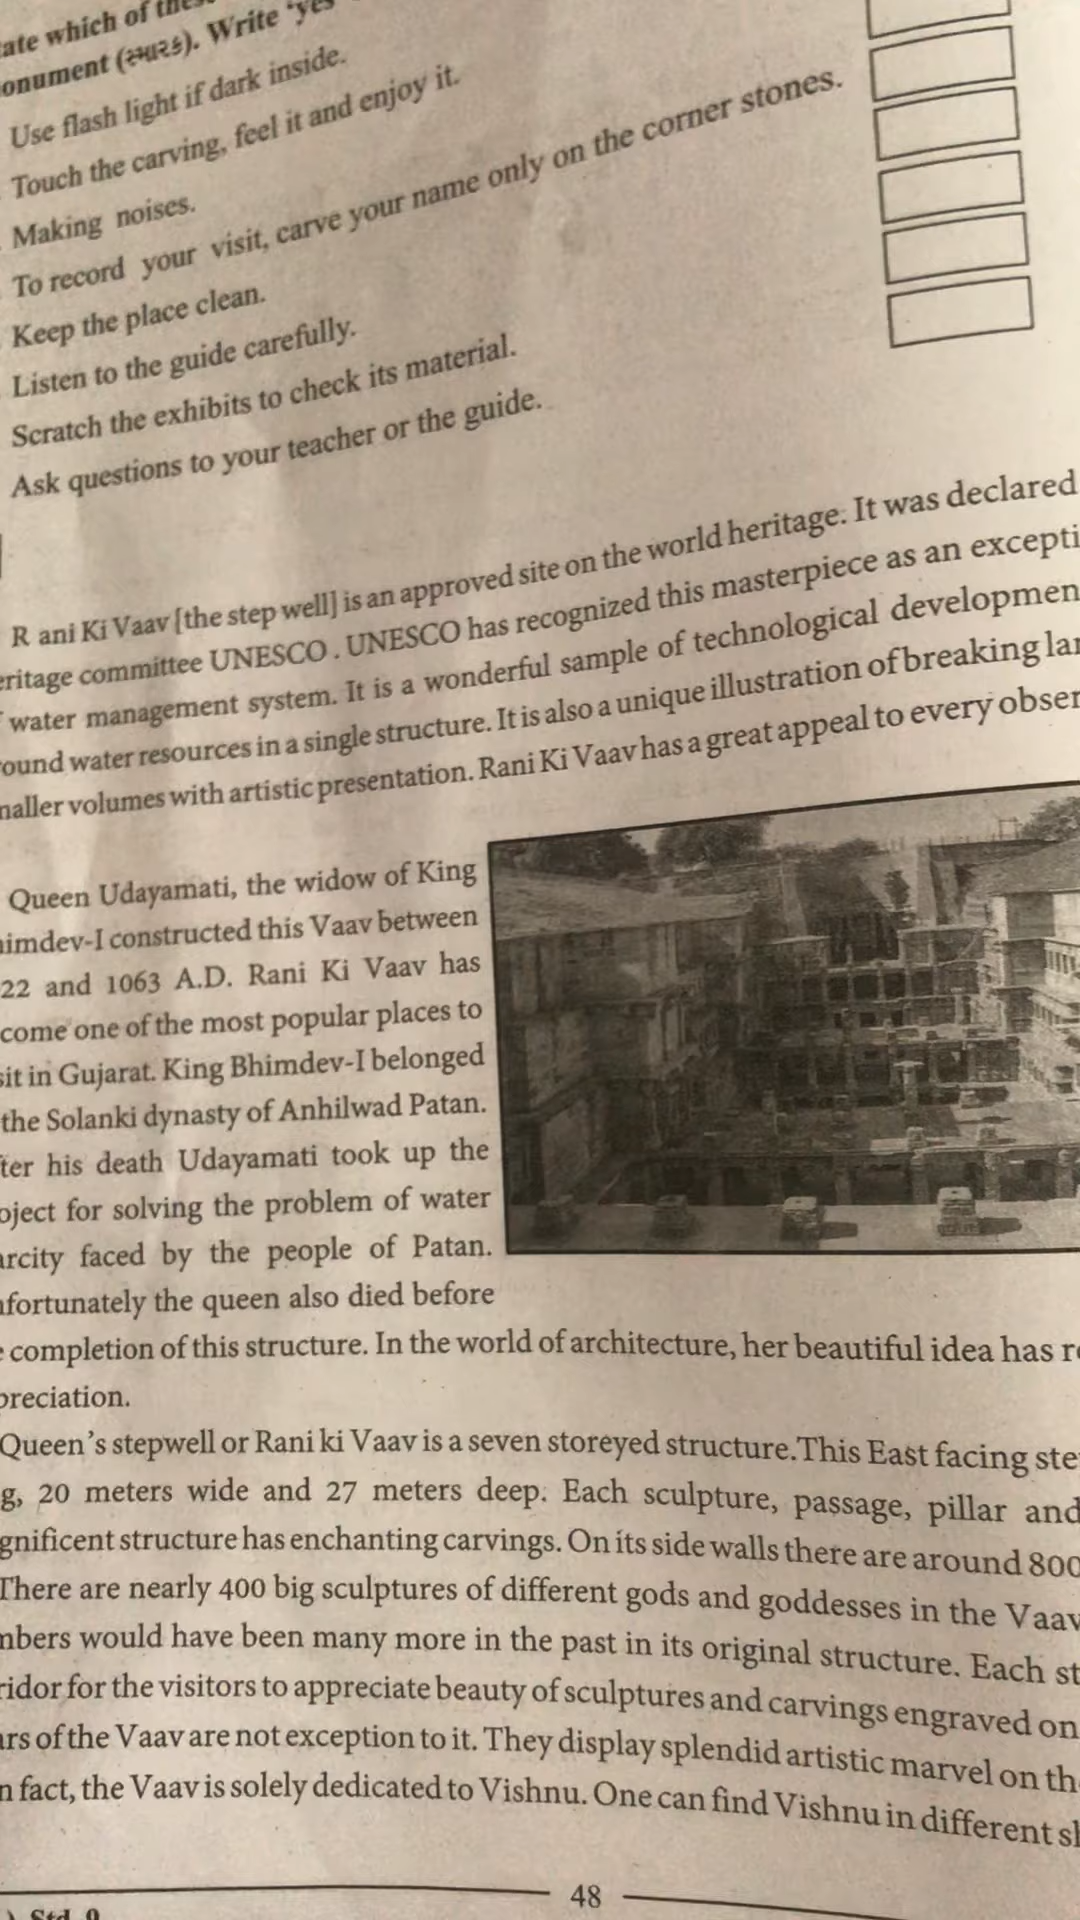 ate which of these
onument (સ્મારક). Write 'yes
Use flash light if dark inside.
Touch the carving, feel it and enjoy it.
Making noises.
To record your visit, carve your name only on the corner stones.
Keep the place clean.
Listen to the guide carefully.
Scratch the exhibits to check its material.
Ask questions to your teacher or the guide.
R ani Ki Vaav [the step well] is an approved site on the world heritage. It was declared
eritage committee UNESCO . UNESCO has recognized this masterpiece as an excepti
water management system. It is a wonderful sample of technological developmen
ound water resources in a single structure. It is also a unique illustration of breaking lar
naller volumes with artistic presentation. Rani Ki Vaav has a great appeal to every obser
Queen Udayamati, the widow of King
himdev-I constructed this Vaav between
22 and 1063 A.D. Rani Ki Vaav has
come one of the most popular places to
sit in Gujarat. King Bhimdev-I belonged
the Solanki dynasty of Anhilwad Patan.
ter his death Udayamati took up the
oject for solving the problem of water
arcity faced by the people of Patan.
nfortunately the queen also died before
e completion of this structure. In the world of architecture, her beautiful idea has re
preciation.
Queen's stepwell or Rani ki Vaav is a seven storeyed structure.This East facing ste
g, 20 meters wide and 27 meters deep. Each sculpture, passage, pillar and
gnificent structure has enchanting carvings. On its side walls there are around 800
There are nearly 400 big sculptures of different gods and goddesses in the Vaav
mbers would have been many more in the past in its original structure. Each st
ridor for the visitors to appreciate beauty of sculptures and carvings engraved on
ars of the Vaav are not exception to it. They display splendid artistic marvel on th
n fact, the Vaav is solely dedicated to Vishnu. One can find Vishnu in different sh
48
), Std. 9